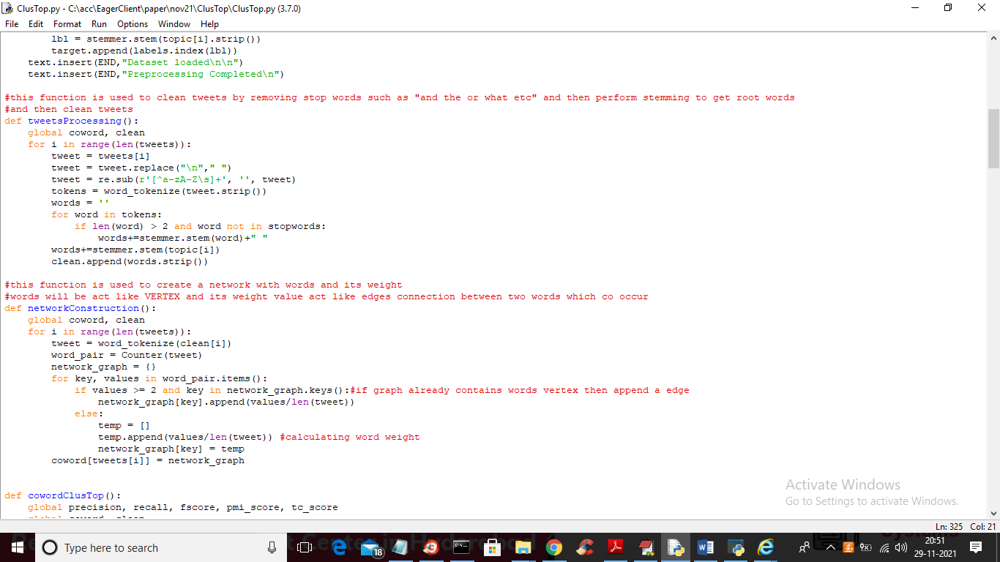 ClusTop.py - C:\acc\EagerClient\paper\nov21\ClusTop\ClusTop.py (3.7.0)
File Edit Format Run Options Window Help
        lbl = stemmer.stem(topic[i].strip())
        target.append(labels.index(lbl))
    text.insert(END,"Dataset loaded\n\n")
    text.insert(END,"Preprocessing Completed\n")
#this function is used to clean tweets by removing stop words such as "and the or what etc" and then perform stemming to get root words
#and then clean tweets
def tweetsProcessing():
    global coword, clean
    for i in range(len(tweets)):
        tweet = tweets[i]
        tweet = tweet.replace("\n"," ")
        tweet = re.sub(r'[^a-zA-Z\s]+', '', tweet)
        tokens = word_tokenize(tweet.strip())
        words = ''
        for word in tokens:
            if len(word) > 2 and word not in stopwords:
                words+=stemmer.stem(word)+" "
        words+=stemmer.stem(topic[i])
        clean.append(words.strip())
#this function is used to create a network with words and its weight
#words will be act like VERTEX and its weight value act like edges connection between two words which co occur
def networkConstruction():
    global coword, clean
    for i in range(len(tweets)):
        tweet = word_tokenize(clean[i])
        word_pair = Counter(tweet)
        network_graph = {}
        for key, values in word_pair.items():
            if values >= 2 and key in network_graph.keys():#if graph already contains words vertex then append a edge
                network_graph[key].append(values/len(tweet))
            else:
                temp = []
                temp.append(values/len(tweet)) #calculating word weight
                network_graph[key] = temp
        coword[tweets[i]] = network_graph
def cowordClusTop():
    global precision, recall, fscore, pmi_score, tc_score
Activate Windows
Go to Settings to activate Windows.
Ln: 325 Col: 21
Type here to search
18
20:51
29-11-2021